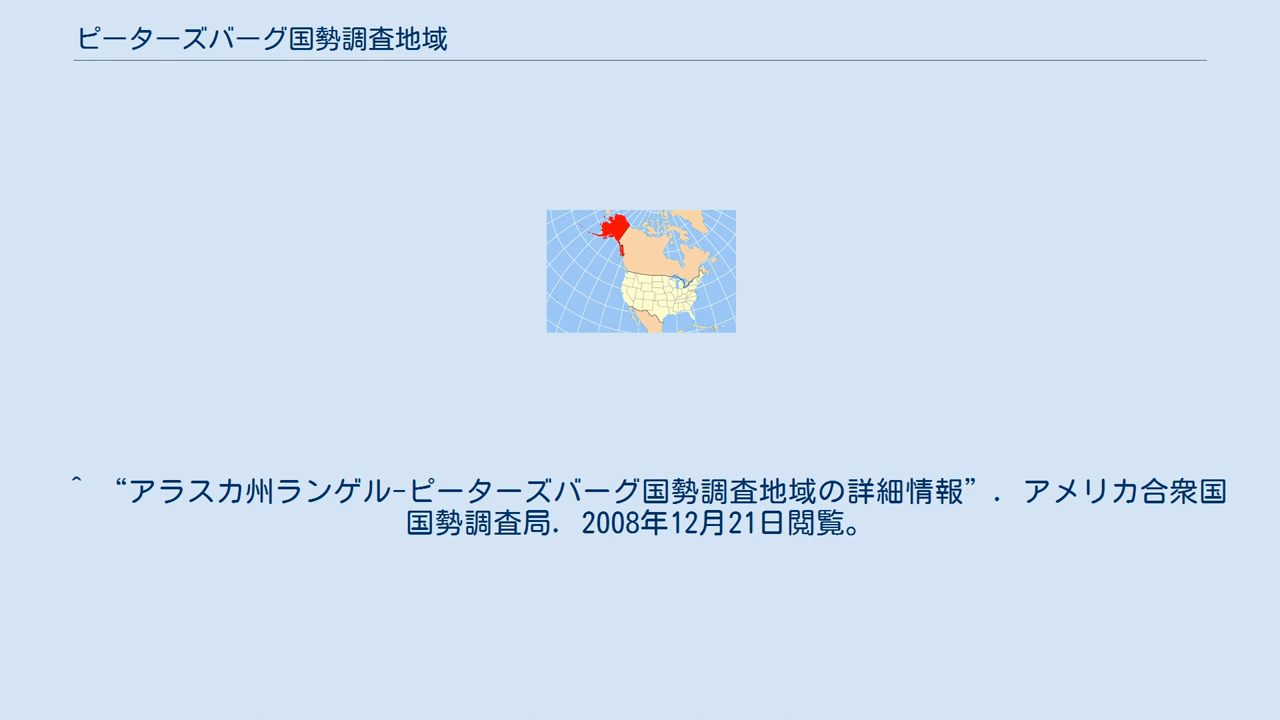 ピーターズバーグ国勢調査地域
^ “アラスカ州ランゲル-ピーターズバーグ国勢調査地域の詳細情報”. アメリカ合衆国
国勢調査局. 2008年12月21日閲覧。